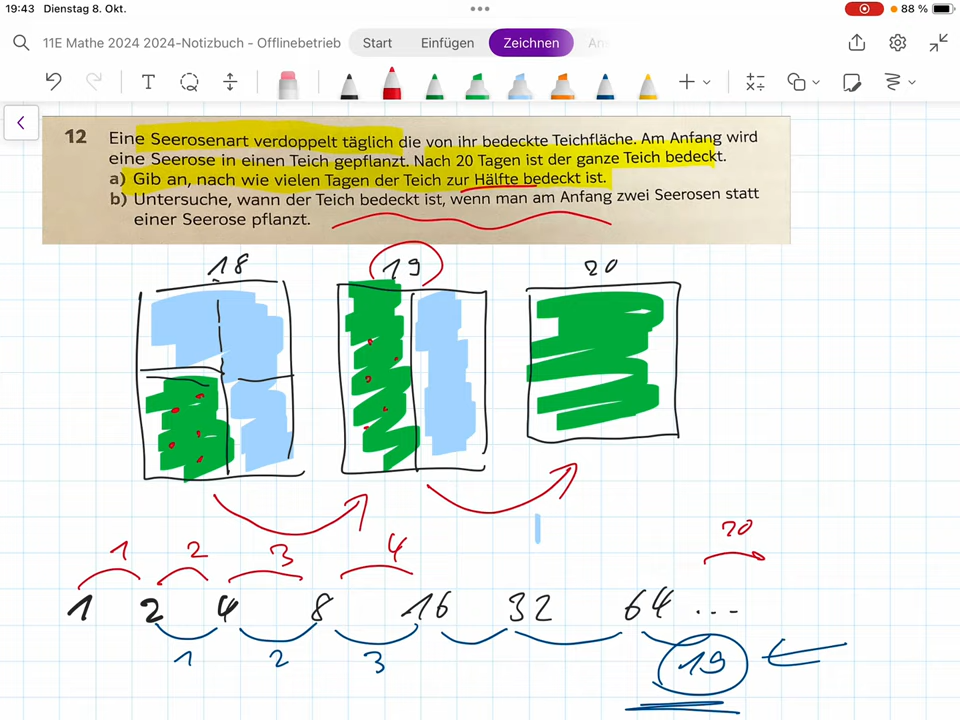 19:43 Dienstag 8. Okt. 88 %
11E Mathe 2024 2024-Notizbuch - Offlinebetrieb Start Einfügen Zeichnen An
T
12 Eine Seerosenart verdoppelt täglich die von ihr bedeckte Teichfläche. Am Anfang wird
eine Seerose in einen Teich gepflanzt. Nach 20 Tagen ist der ganze Teich bedeckt.
a) Gib an, nach wie vielen Tagen der Teich zur Hälfte bedeckt ist.
b) Untersuche, wann der Teich bedeckt ist, wenn man am Anfang zwei Seerosen statt
einer Seerose pflanzt.
18 19 20
1 2 3 4 20
1 2 4 8 16 32 64 ...
1 2 3 19